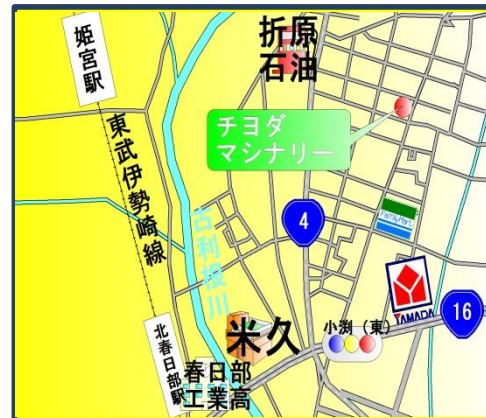 姫宮駅
折原
石油
チヨダ
マシナリー
東武伊勢崎線
古利根川
4
FamilyMart
YAMADA
16
小渕（東）
米久
北春日部駅
春日部
工業高